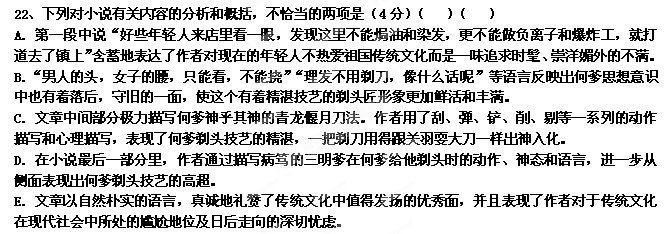 22、下列对小说有关内容的分析和概括，不恰当的两项是（4分）（ ）（ ）
A. 第一段中说“好些年轻人来店里看一眼，发现这里不能焗油和染发，更不能做负离子和爆炸工，就打
道去了镇上”含蓄地表达了作者对现在的年轻人不热爱祖国传统文化而是一味追求时髦、崇洋媚外的不满。
B. “男人的头，女子的腰，只能看，不能挠”“理发不用剃刀，像什么话呢”等语言反映出何爹思想意识
中也有着落后，守旧的一面，使这个有着精湛技艺的剃头匠形象更加鲜活和丰满。
C. 文章中间部分极力描写何爹神乎其神的青龙偃月刀法。作者用了刮、弹、铲、削、剔等一系列的动作
描写和心理描写，表现了何爹剃头技艺的精湛，一把剃刀用得跟关羽耍大刀一样出神入化。
D. 在小说最后一部分里，作者通过描写病笃的三明爹在何爹给他剃头时的动作、神态和语言，进一步从
侧面表现出何爹剃头技艺的高超。
E. 文章以自然朴实的语言，真诚地礼赞了传统文化中值得发扬的优秀面，并且表现了作者对于传统文化
在现代社会中所处的尴尬地位及日后走向的深切忧虑。